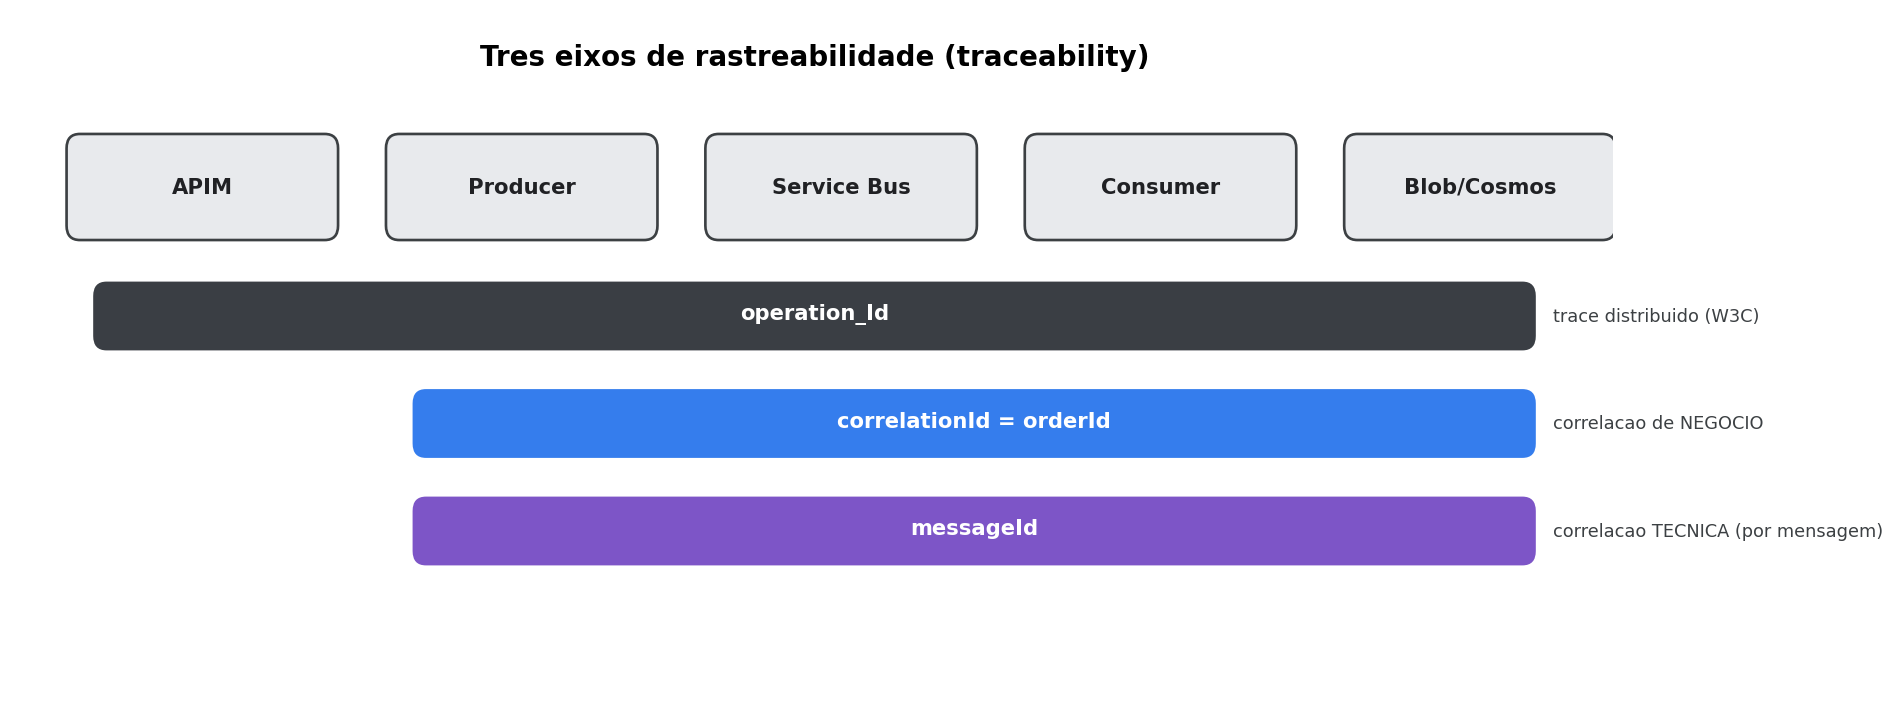 Tres eixos de rastreabilidade (traceability)
APIM
Producer
Service Bus
Consumer
Blob/Cosmos
operation_Id
trace distribuido (W3C)
correlationId = orderId
correlacao de NEGOCIO
messageId
correlacao TECNICA (por mensagem)